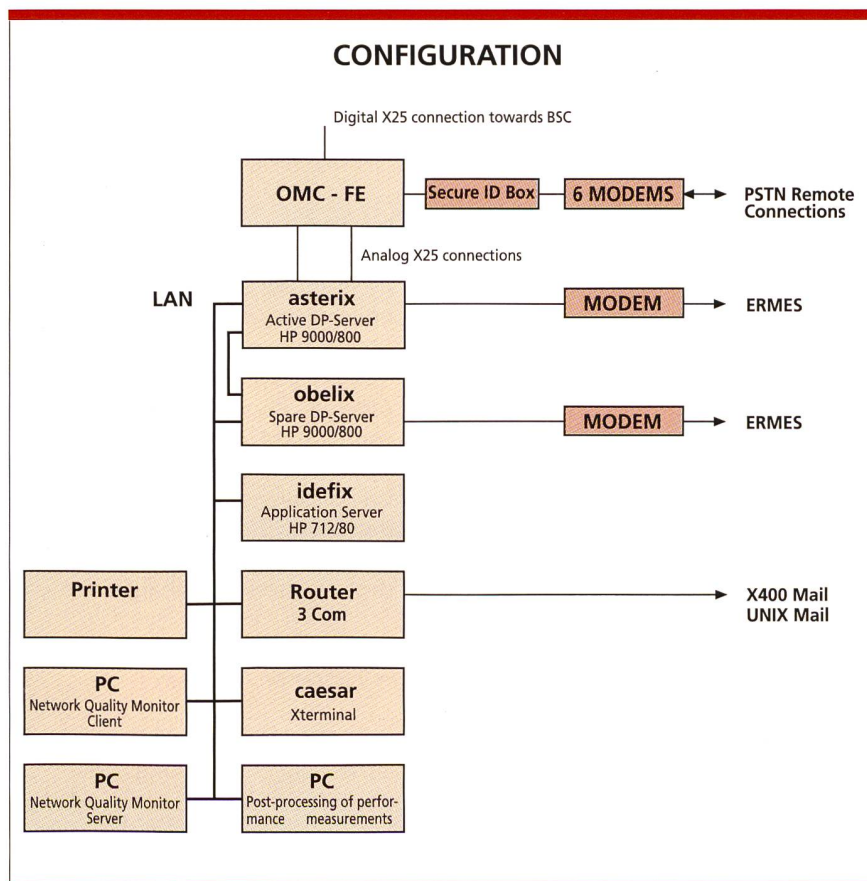 CONFIGURATION
Digital X25 connection towards BSC
OMC - FE
Secure ID Box
6 MODEMS
PSTN Remote
Connections
Analog X25 connections
LAN
asterix
Active DP-Server
HP 9000/800
MODEM
ERMES
obelix
Spare DP-Server
HP 9000/800
MODEM
ERMES
idefix
Application Server
HP 712/80
Printer
Router
3 Com
X400 Mail
UNIX Mail
PC
Network Quality Monitor
Client
caesar
Xterminal
PC
Network Quality Monitor
Server
PC
Post-processing of perfor-
mance measurements